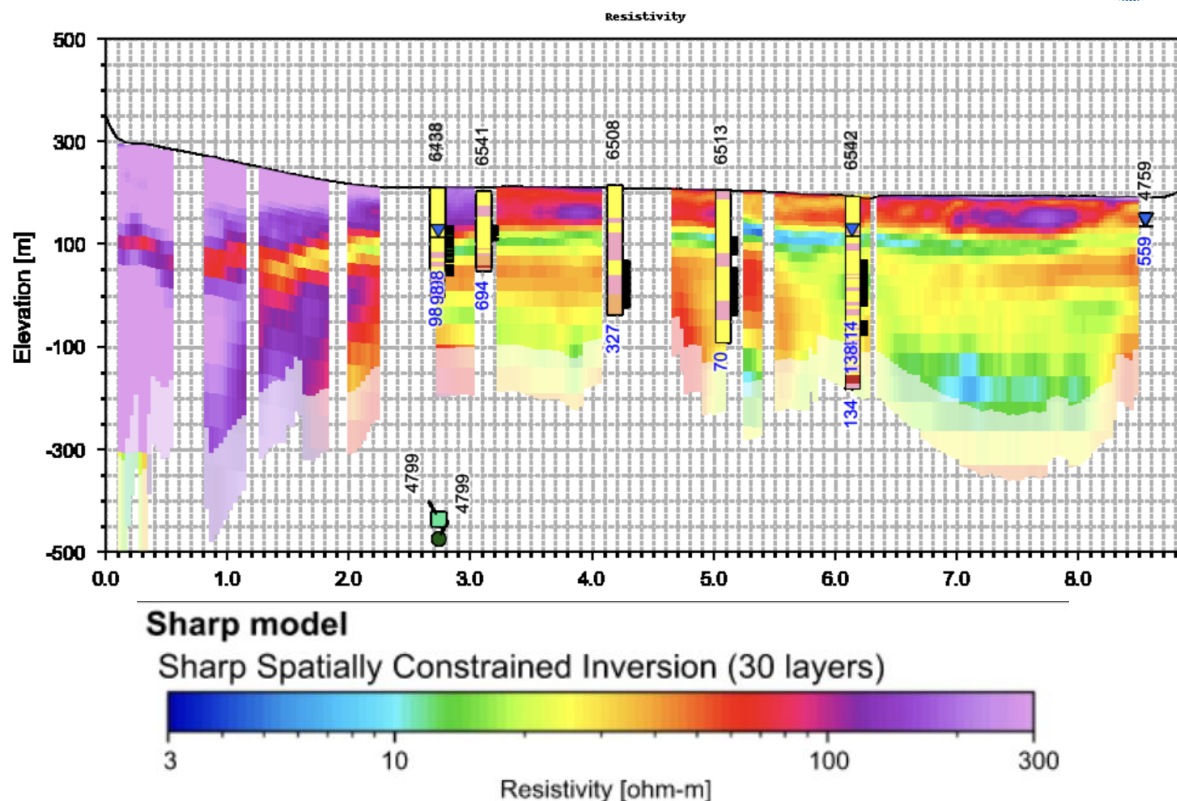 Resistivity
500
300
100
-100
-300
-500
Elevation [m]
6438
6541
6508
6513
6542
4759
694
327
70
134
559
4799
4799
0.0 1.0 2.0 3.0 4.0 5.0 6.0 7.0 8.0
Sharp model
Sharp Spatially Constrained Inversion (30 layers)
3 10 100 300
Resistivity [ohm-m]